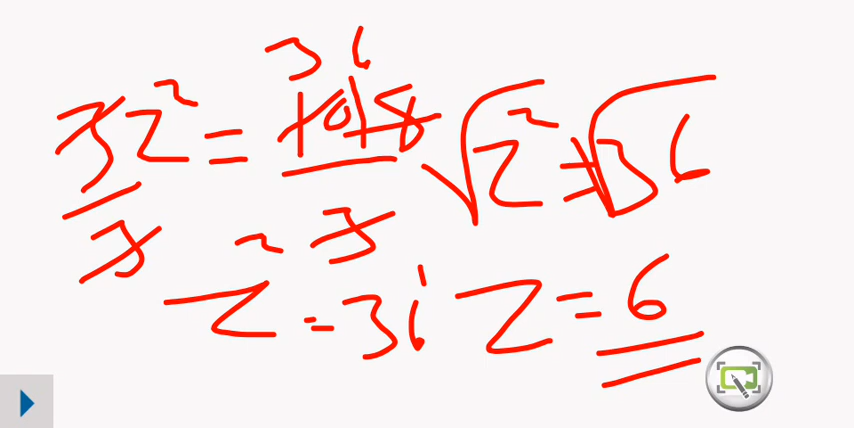 36
3z² = 108 √z² = √36
3 3
z² = 36 z = 6